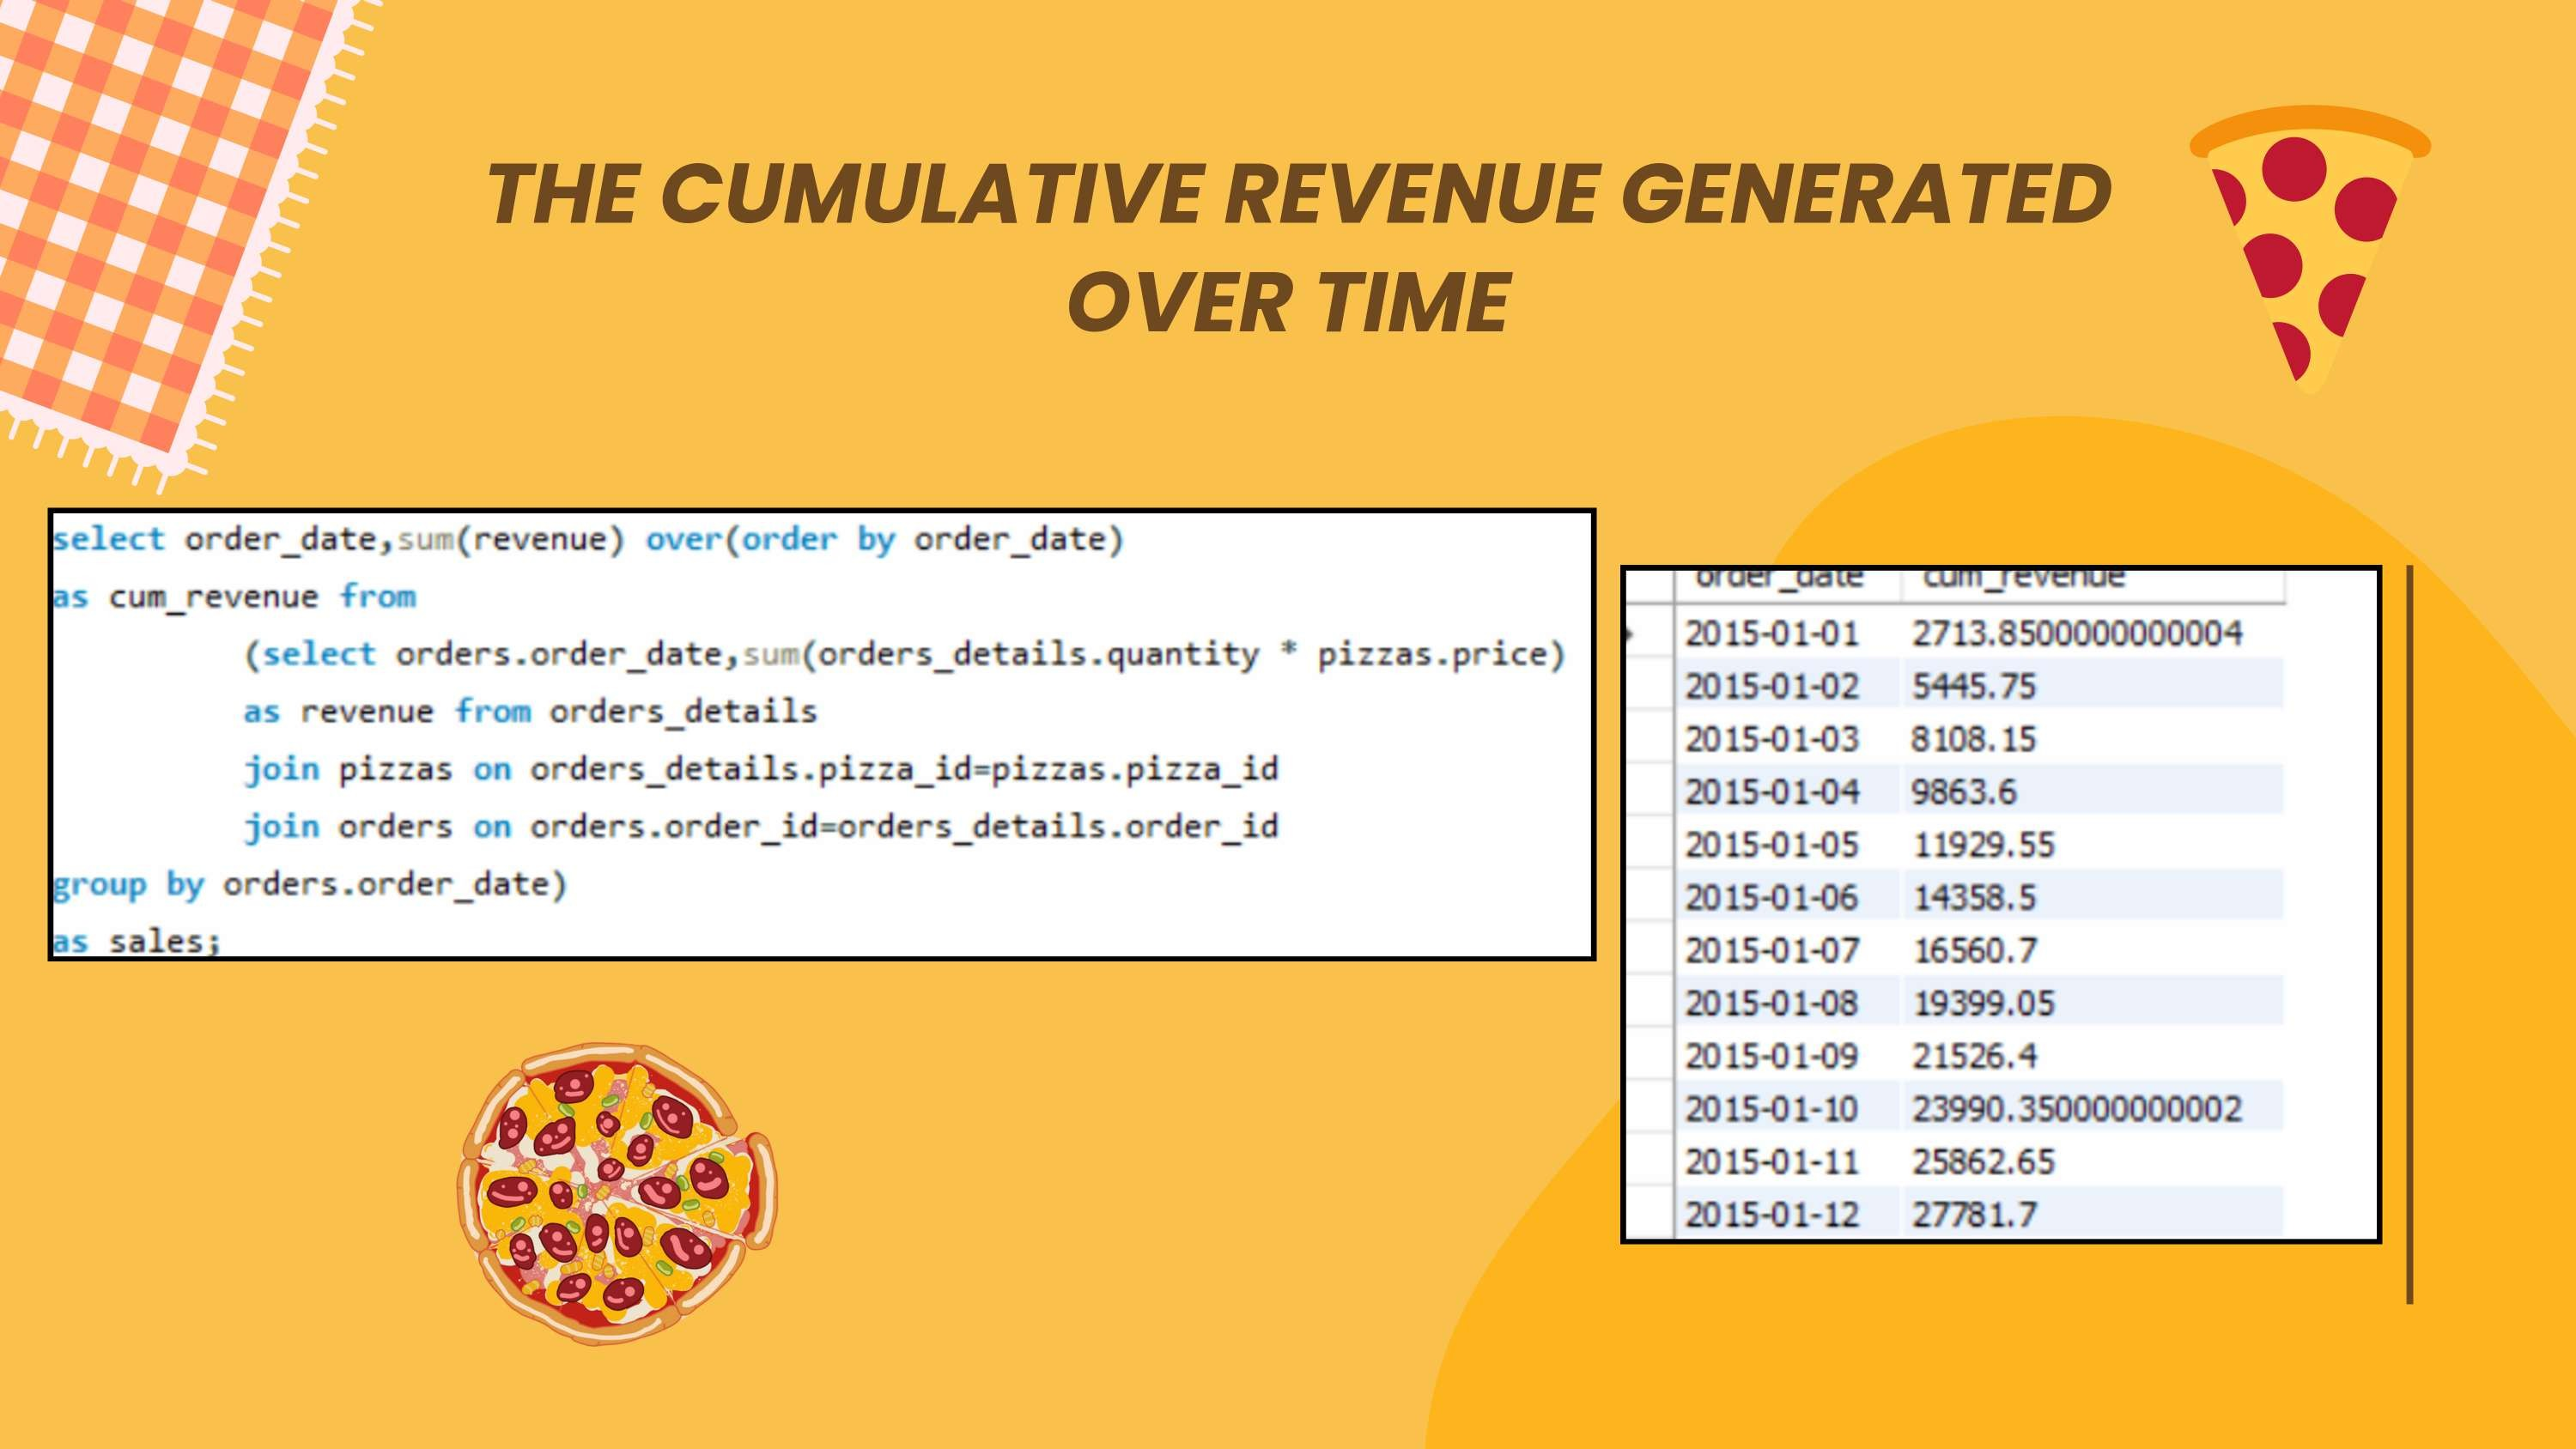 THE CUMULATIVE REVENUE GENERATED
OVER TIME
select order_date,sum(revenue) over(order by order_date)
as cum_revenue from
(select orders.order_date,sum(orders_details.quantity * pizzas.price)
as revenue from orders_details
join pizzas on orders_details.pizza_id=pizzas.pizza_id
join orders on orders.order_id=orders_details.order_id
group by orders.order_date)
as sales;
order_date cum_revenue
2015-01-01 2713.8500000000004
2015-01-02 5445.75
2015-01-03 8108.15
2015-01-04 9863.6
2015-01-05 11929.55
2015-01-06 14358.5
2015-01-07 16560.7
2015-01-08 19399.05
2015-01-09 21526.4
2015-01-10 23990.350000000002
2015-01-11 25862.65
2015-01-12 27781.7